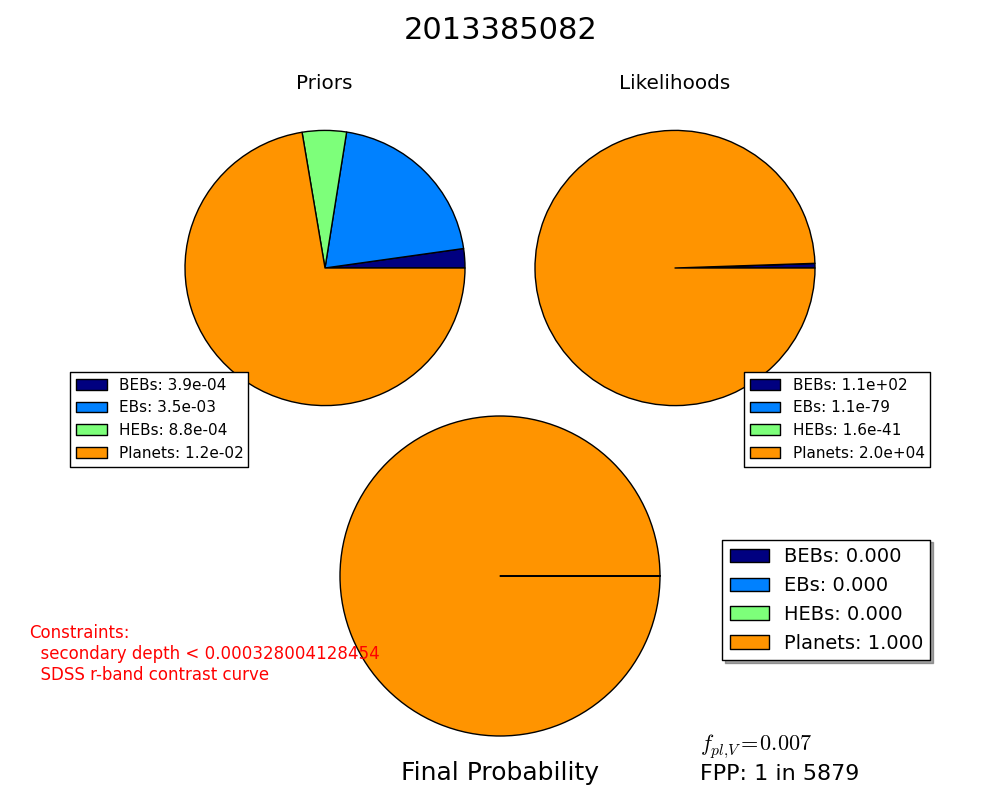 2013385082
Priors
Likelihoods
BEBs: 3.9e-04
EBs: 3.5e-03
HEBs: 8.8e-04
Planets: 1.2e-02
BEBs: 1.1e+02
EBs: 1.1e-79
HEBs: 1.6e-41
Planets: 2.0e+04
BEBs: 0.000
EBs: 0.000
HEBs: 0.000
Planets: 1.000
Constraints:
secondary depth < 0.000328004128454
SDSS r-band contrast curve
f_{pl,V}=0.007
Final Probability
FPP: 1 in 5879